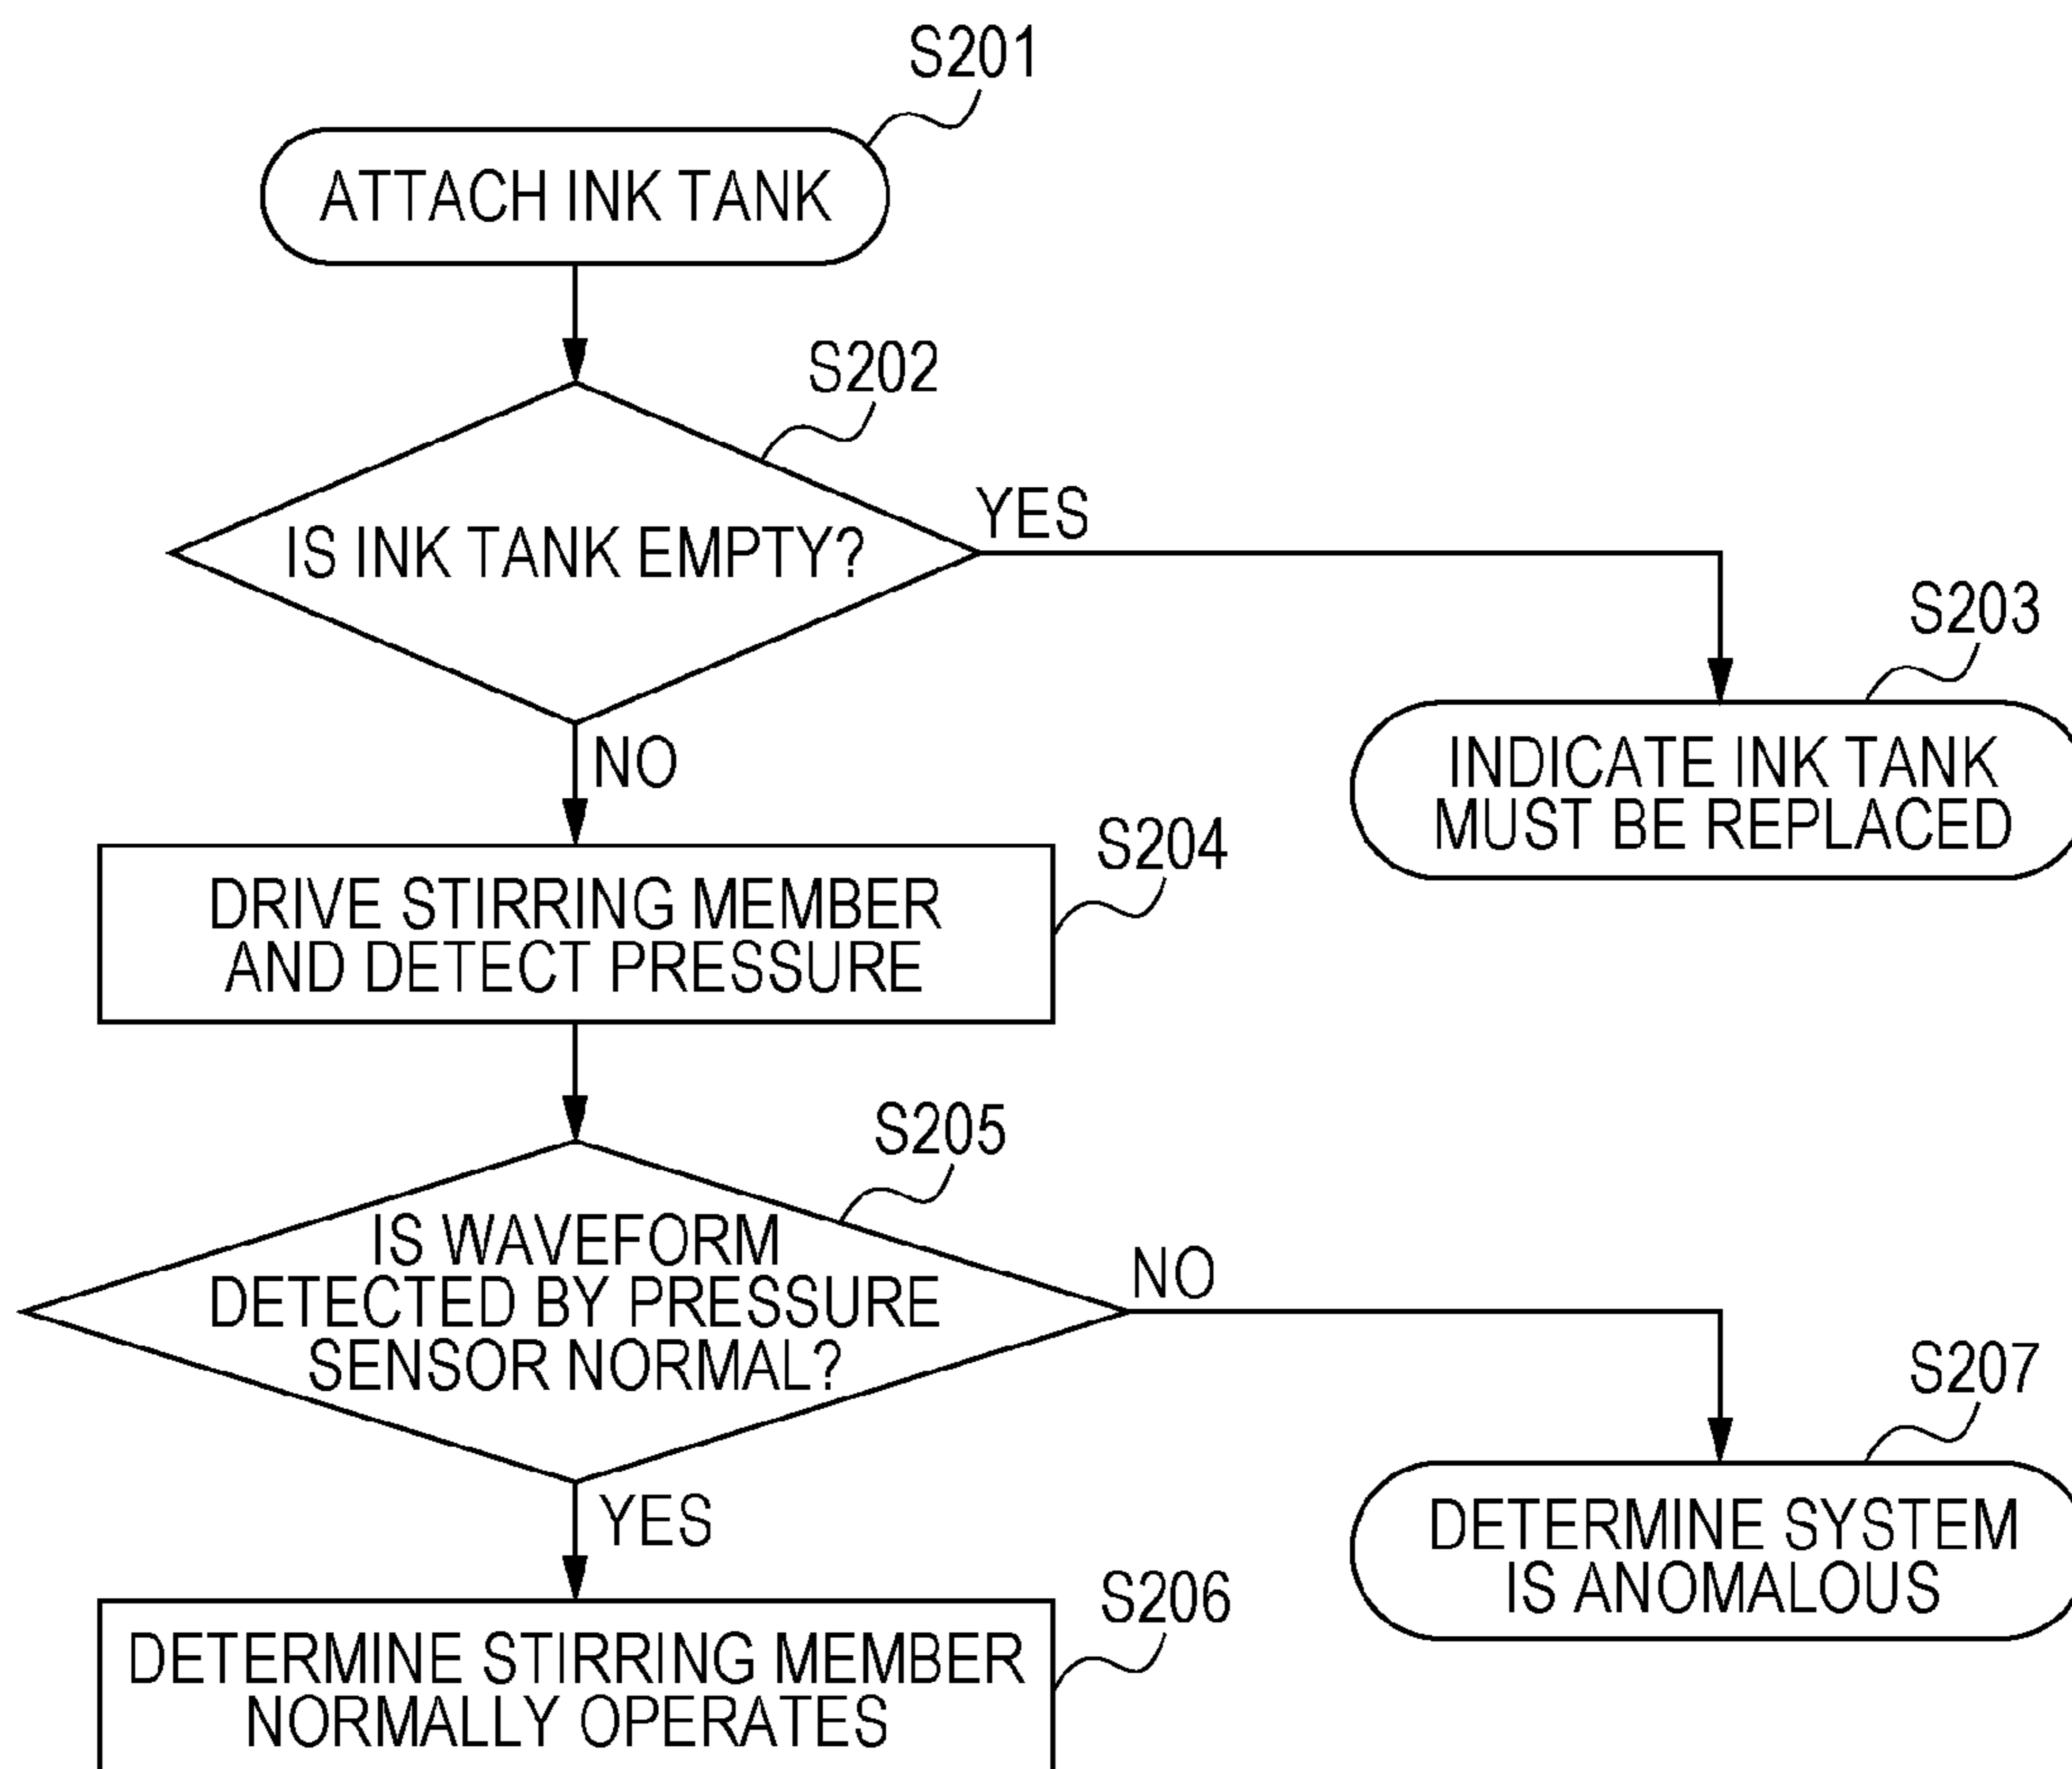 S201
ATTACH INK TANK
S202
IS INK TANK EMPTY?
YES
S203
INDICATE INK TANK
MUST BE REPLACED
NO
S204
DRIVE STIRRING MEMBER
AND DETECT PRESSURE
S205
IS WAVEFORM
DETECTED BY PRESSURE
SENSOR NORMAL?
NO
S207
DETERMINE SYSTEM
IS ANOMALOUS
YES
S206
DETERMINE STIRRING MEMBER
NORMALLY OPERATES